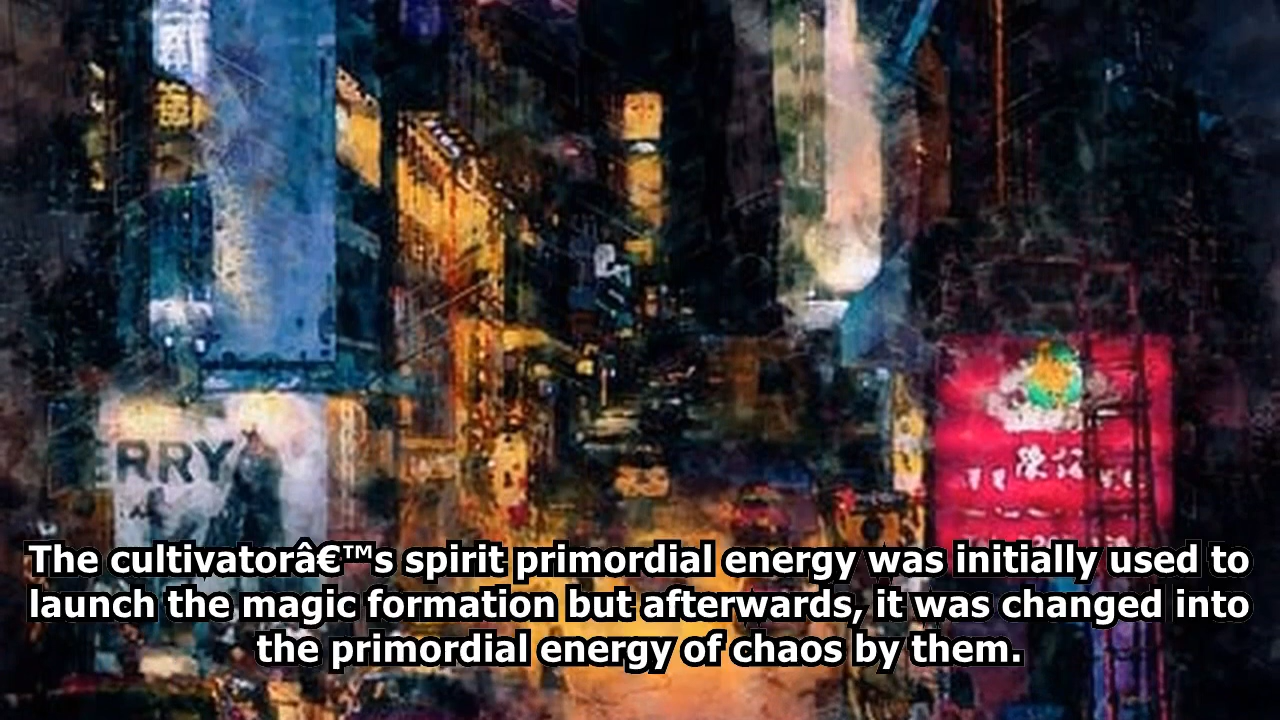 ERRY
The cultivatorâ€™s spirit primordial energy was initially used to
launch the magic formation but afterwards, it was changed into
the primordial energy of chaos by them.